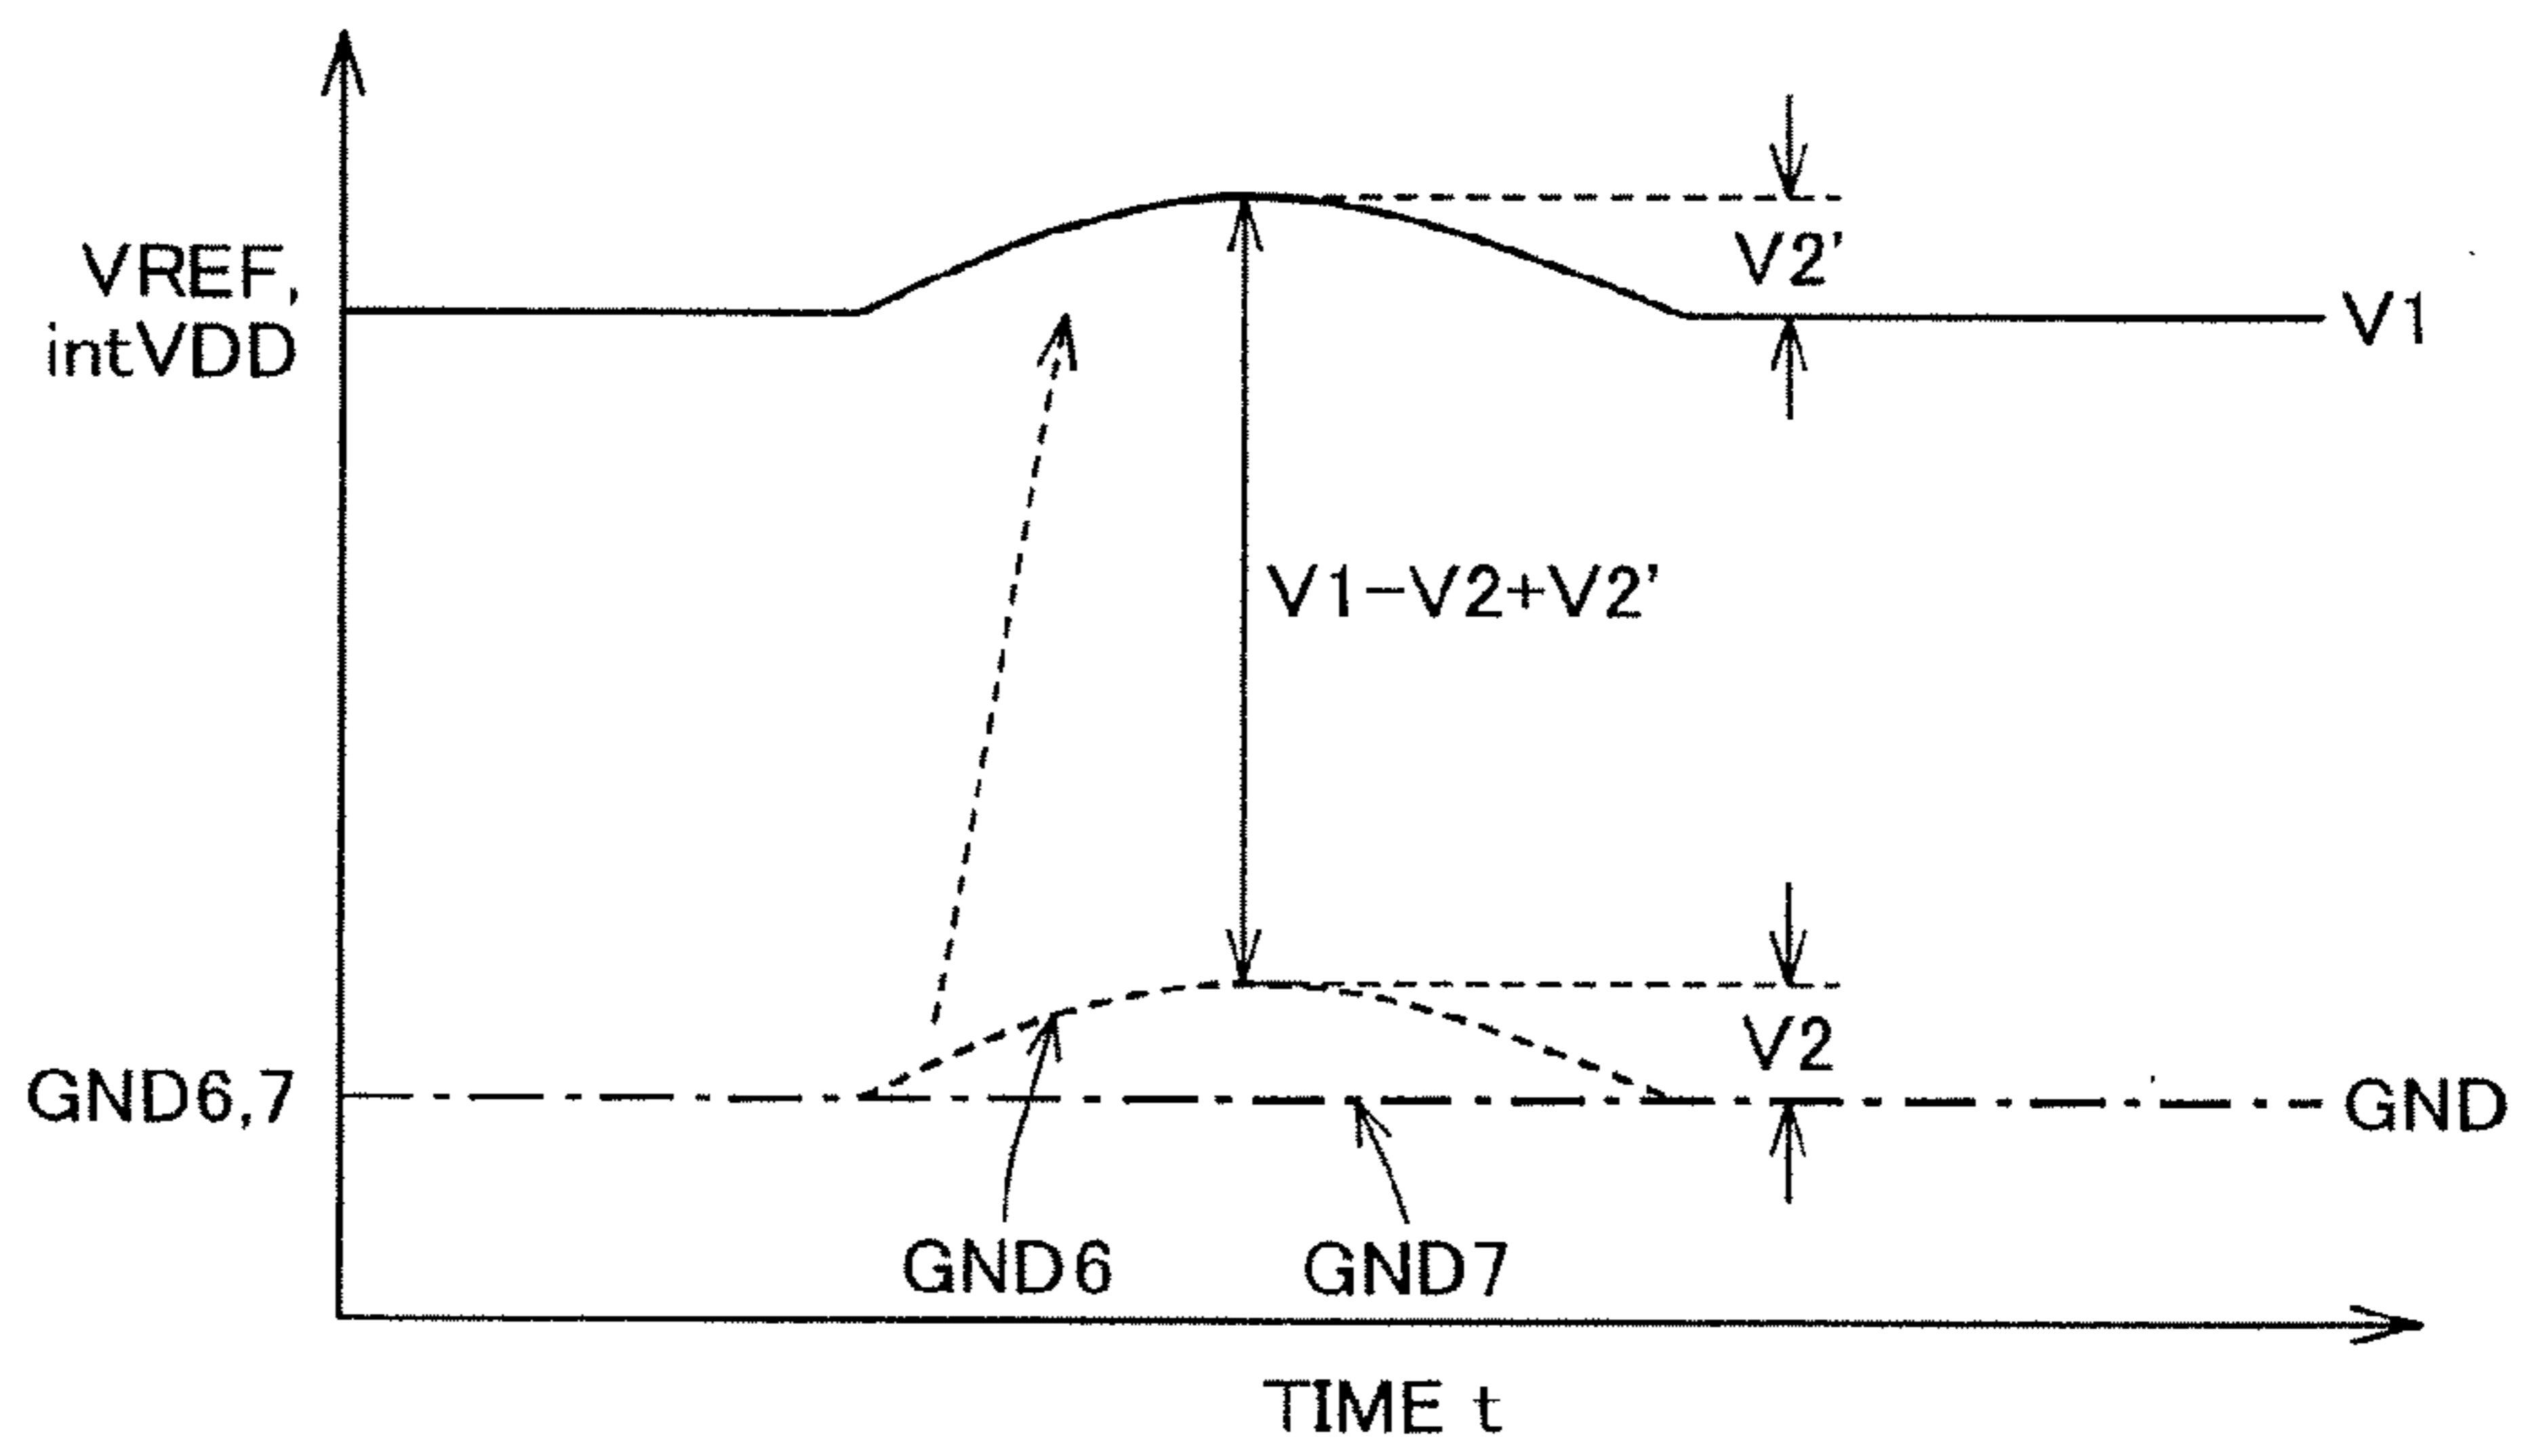 VREF,
intVDD
V2'
V1
V1-V2+V2'
V2
GND6,7
GND
GND6
GND7
TIME t